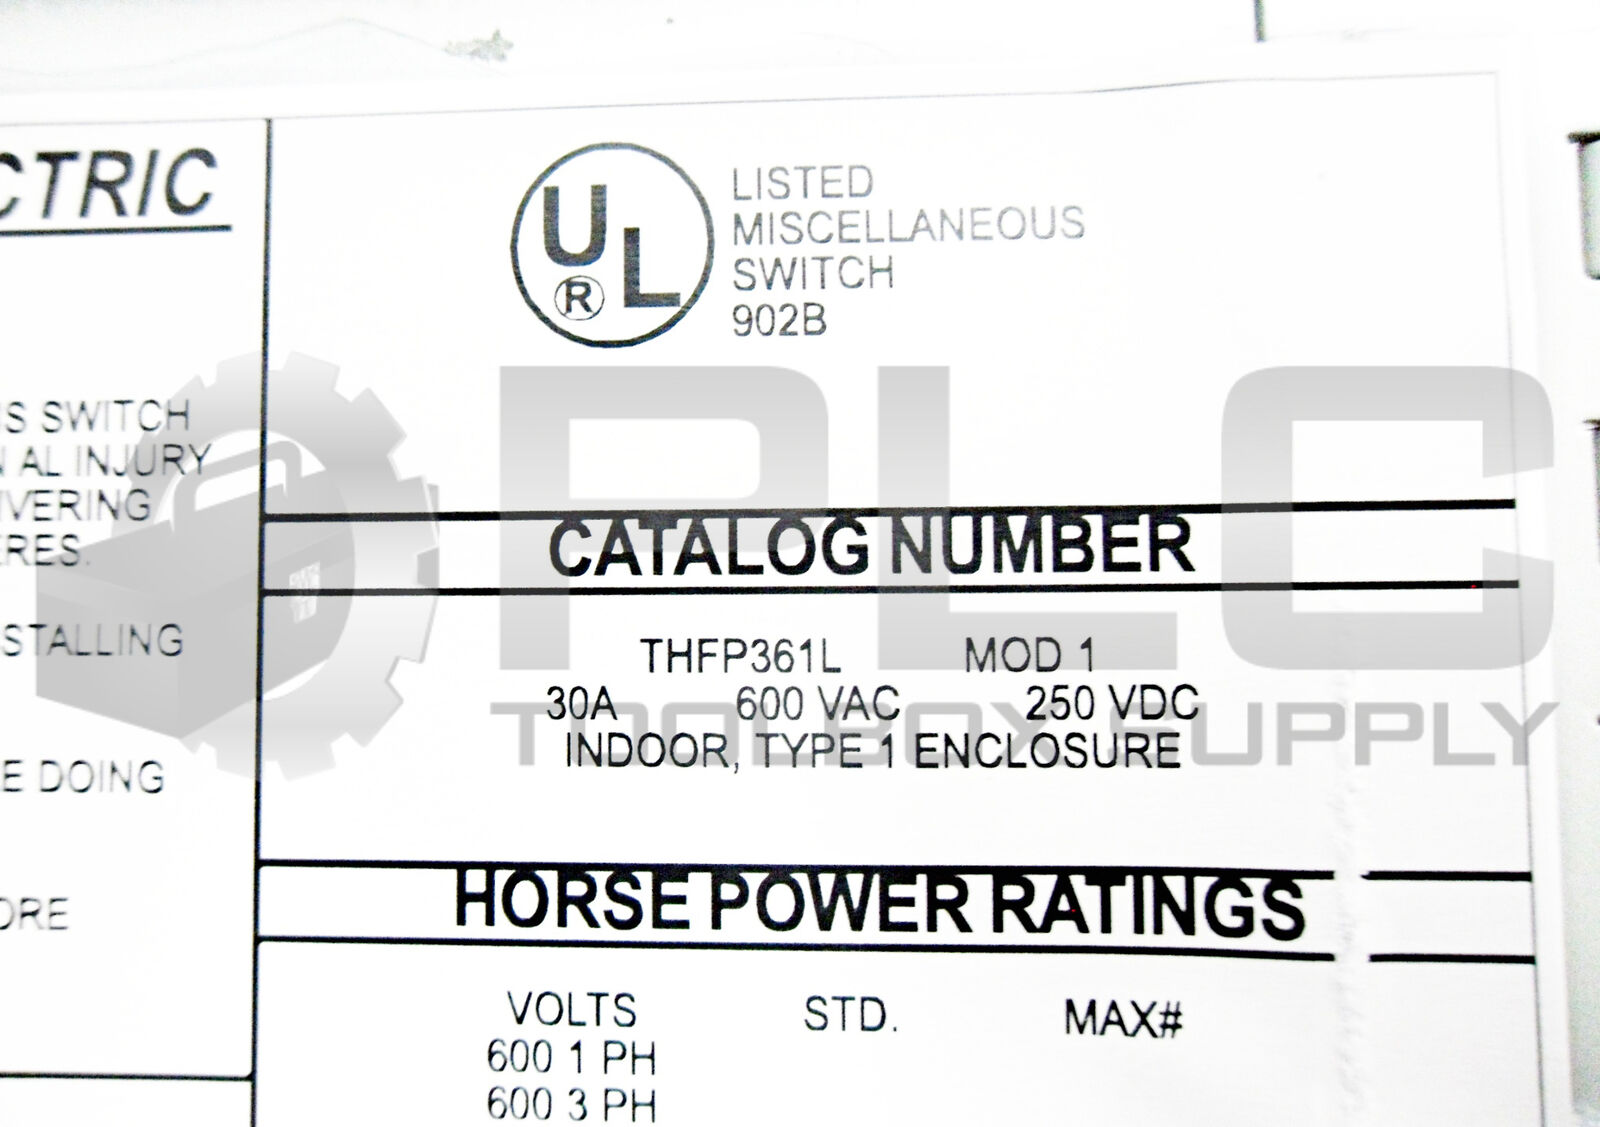 CTRIC
UL
®
LISTED
MISCELLANEOUS
SWITCH
902B
SWITCH
AL INJURY
VERING
ERES.
STALLING
E DOING
ORE
CATALOG NUMBER
THFP361L MOD 1
30A 600 VAC 250 VDC
INDOOR, TYPE 1 ENCLOSURE
HORSE POWER RATINGS
VOLTS STD. MAX#
600 1 PH
600 3 PH
PLC
TOOLBOX SUPPLY